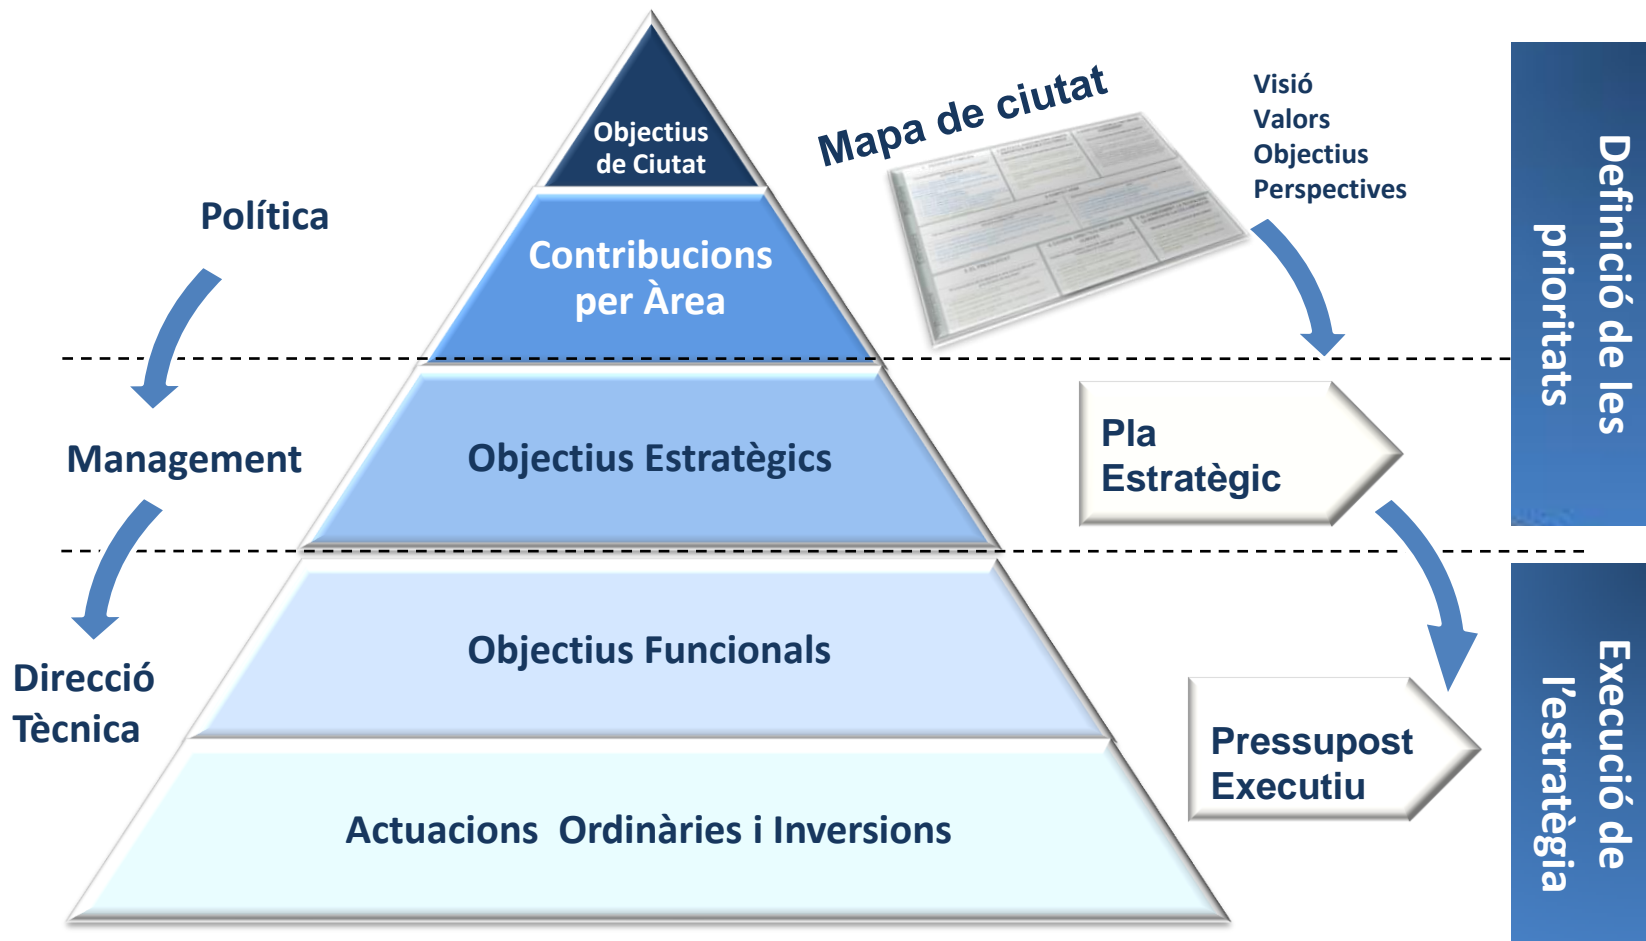 Objectius
de Ciutat
Mapa de ciutat
Visió
Valors
Objectius
Perspectives
Definició de les
prioritats
Política
Contribucions
per Àrea
Management
Objectius Estratègics
Pla
Estratègic
Direcció
Tècnica
Objectius Funcionals
Pressupost
Executiu
Execució de
l'estratègia
Actuacions  Ordinàries i Inversions